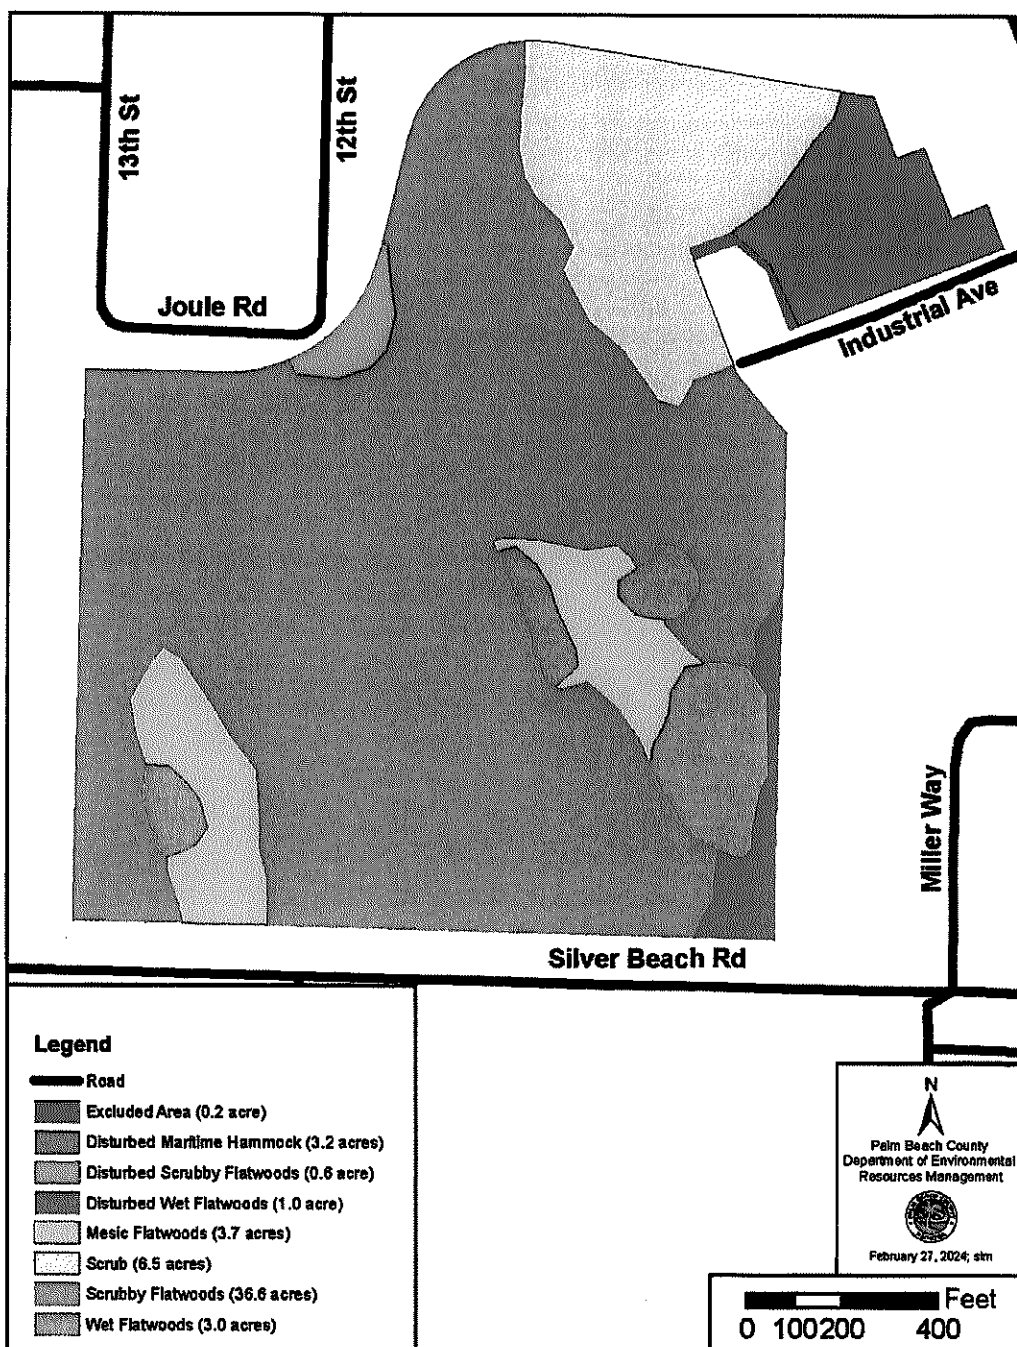 13th St
12th St
Joule Rd
Industrial Ave
Miller Way
Silver Beach Rd
Legend
Road
Excluded Area (0.2 acre)
Disturbed Maritime Hammock (3.2 acres)
Disturbed Scrubby Flatwoods (0.6 acre)
Disturbed Wet Flatwoods (1.0 acre)
Mesic Flatwoods (3.7 acres)
Scrub (6.5 acres)
Scrubby Flatwoods (36.6 acres)
Wet Flatwoods (3.0 acres)
N
Palm Beach County
Department of Environmental
Resources Management
February 27, 2024; slm
Feet
0 100 200 400